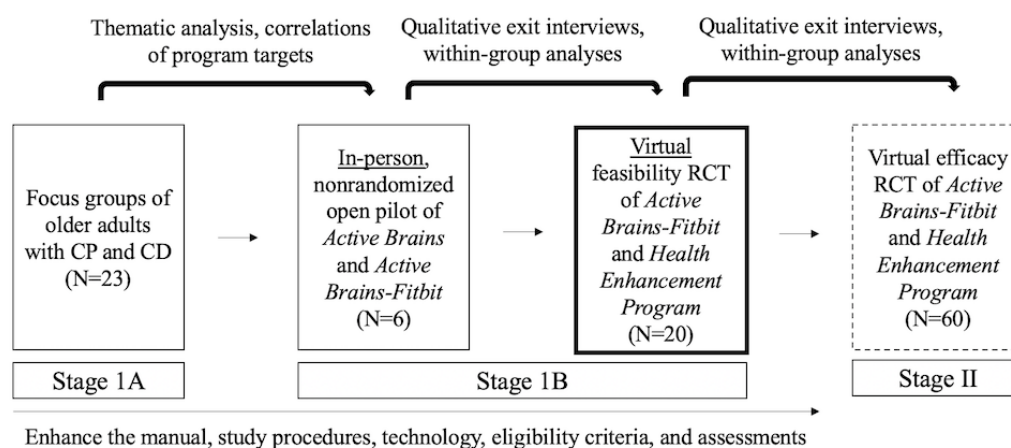 Thematic analysis, correlations
of program targets
Qualitative exit interviews,
within-group analyses
Qualitative exit interviews,
within-group analyses
Focus groups of
older adults
with CP and CD
(N=23)
In-person,
nonrandomized
open pilot of
Active Brains
and Active
Brains-Fitbit
(N=6)
Virtual
feasibility RCT
of Active
Brains-Fitbit
and Health
Enhancement
Program
(N=20)
Virtual efficacy
RCT of Active
Brains-Fitbit
and Health
Enhancement
Program
(N=60)
Stage 1A
Stage 1B
Stage II
Enhance the manual, study procedures, technology, eligibility criteria, and assessments